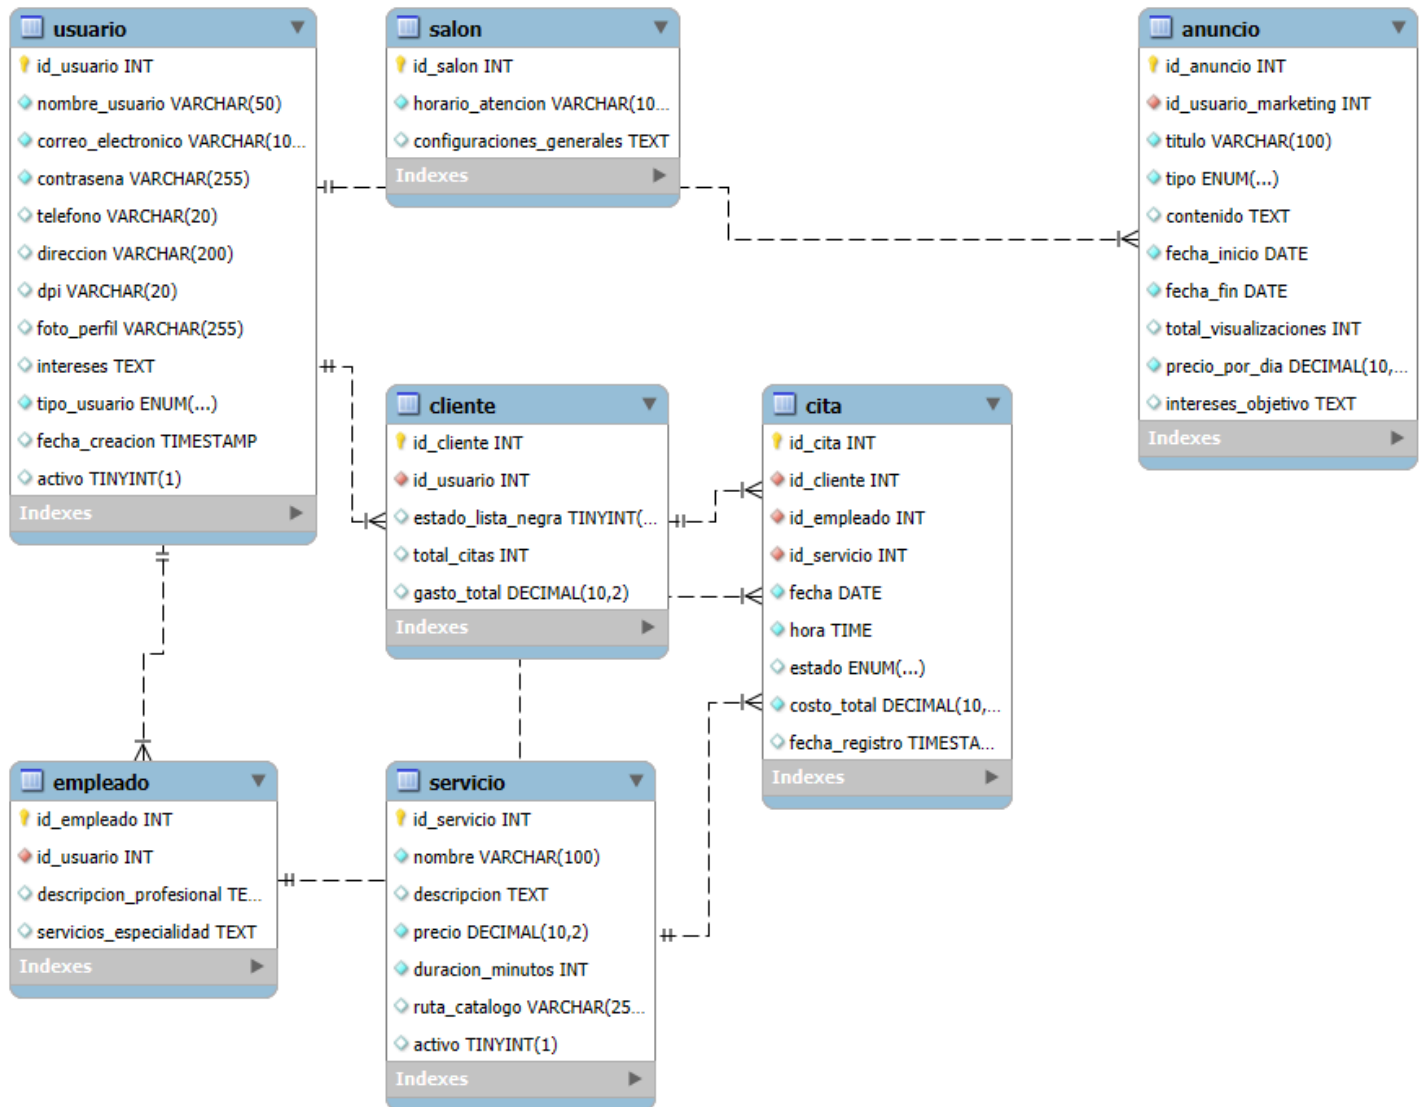 usuario
id_usuario INT
nombre_usuario VARCHAR(50)
correo_electronico VARCHAR(10...
contrasena VARCHAR(255)
telefono VARCHAR(20)
direccion VARCHAR(200)
dpi VARCHAR(20)
foto_perfil VARCHAR(255)
intereses TEXT
tipo_usuario ENUM(...)
fecha_creacion TIMESTAMP
activo TINYINT(1)
Indexes
salon
id_salon INT
horario_atencion VARCHAR(10...
configuraciones_generales TEXT
Indexes
anuncio
id_anuncio INT
id_usuario_marketing INT
titulo VARCHAR(100)
tipo ENUM(...)
contenido TEXT
fecha_inicio DATE
fecha_fin DATE
total_visualizaciones INT
precio_por_dia DECIMAL(10,...
intereses_objetivo TEXT
Indexes
cliente
id_cliente INT
id_usuario INT
estado_lista_negra TINYINT(...
total_citas INT
gasto_total DECIMAL(10,2)
Indexes
cita
id_cita INT
id_cliente INT
id_empleado INT
id_servicio INT
fecha DATE
hora TIME
estado ENUM(...)
costo_total DECIMAL(10,...
fecha_registro TIMESTA...
Indexes
empleado
id_empleado INT
id_usuario INT
descripcion_profesional TE...
servicios_especialidad TEXT
Indexes
servicio
id_servicio INT
nombre VARCHAR(100)
descripcion TEXT
precio DECIMAL(10,2)
duracion_minutos INT
ruta_catalogo VARCHAR(25...
activo TINYINT(1)
Indexes